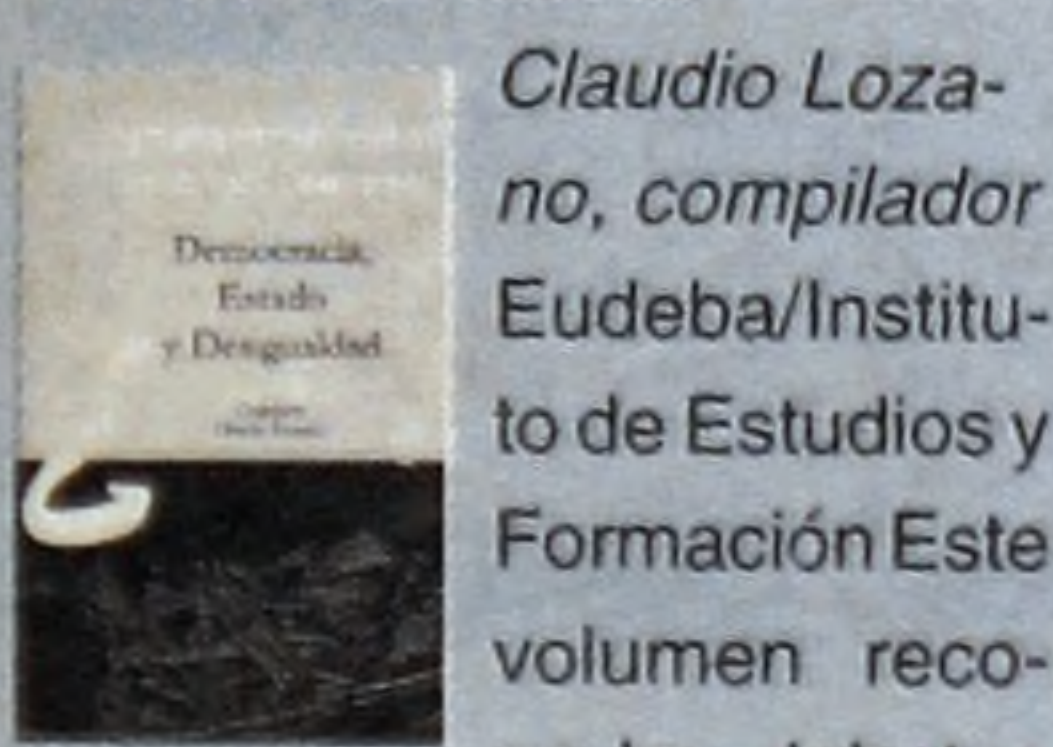 Democracia,
Estado
y Desigualdad
Claudio Loza-
no, compilador
Eudeba/Institu-
to de Estudios y
Formación Este
volumen reco-